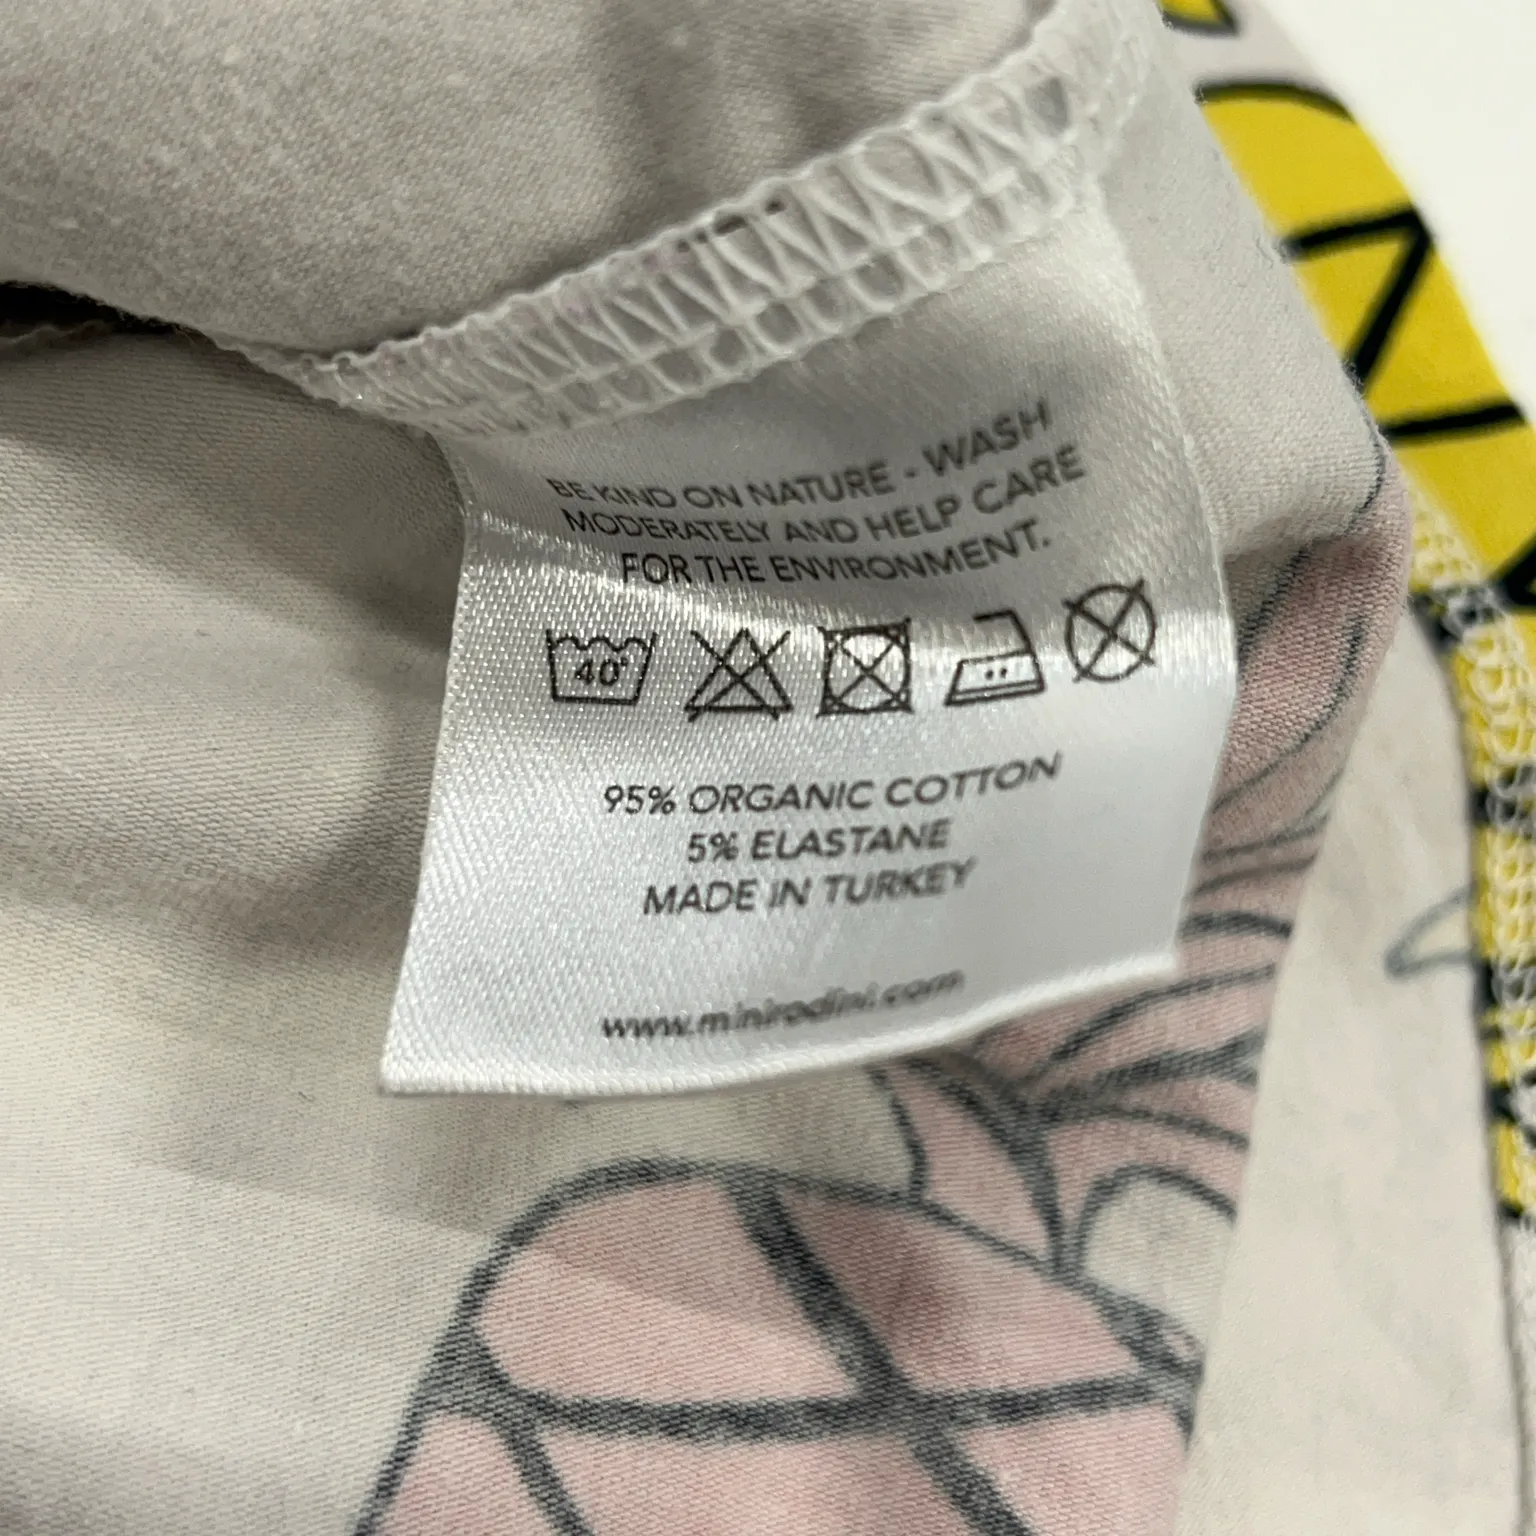 BE KIND ON NATURE - WASH
MODERATELY AND HELP CARE
FOR THE ENVIRONMENT.
40°
95% ORGANIC COTTON
5% ELASTANE
MADE IN TURKEY
www.minirodini.com